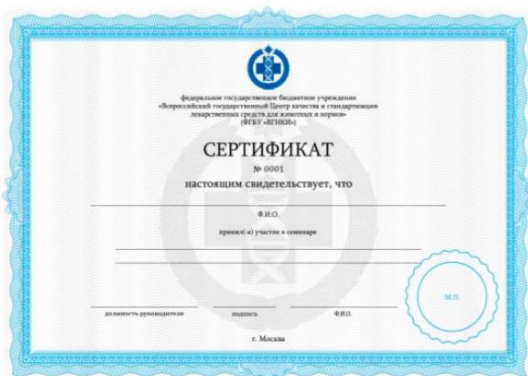 федеральное государственное бюджетное учреждение
«Всероссийский государственный Центр качества и стандартизации
лекарственных средств для животных и кормов»
(ФГБУ «ВГНКИ»)
СЕРТИФИКАТ
№ 0001
настоящим свидетельствует, что
Ф.И.О.
принял(-а) участие в семинаре
должность руководителя подпись Ф.И.О.
М.П.
г. Москва